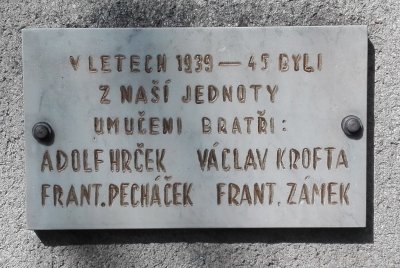 V LETECH 1939 — 45 BYLI
Z NAŠÍ JEDNOTY
UMUČENI BRATŘI:
ADOLF HRČEK VÁCLAV KROFTA
FRANT. PECHÁČEK FRANT. ZÁMEK